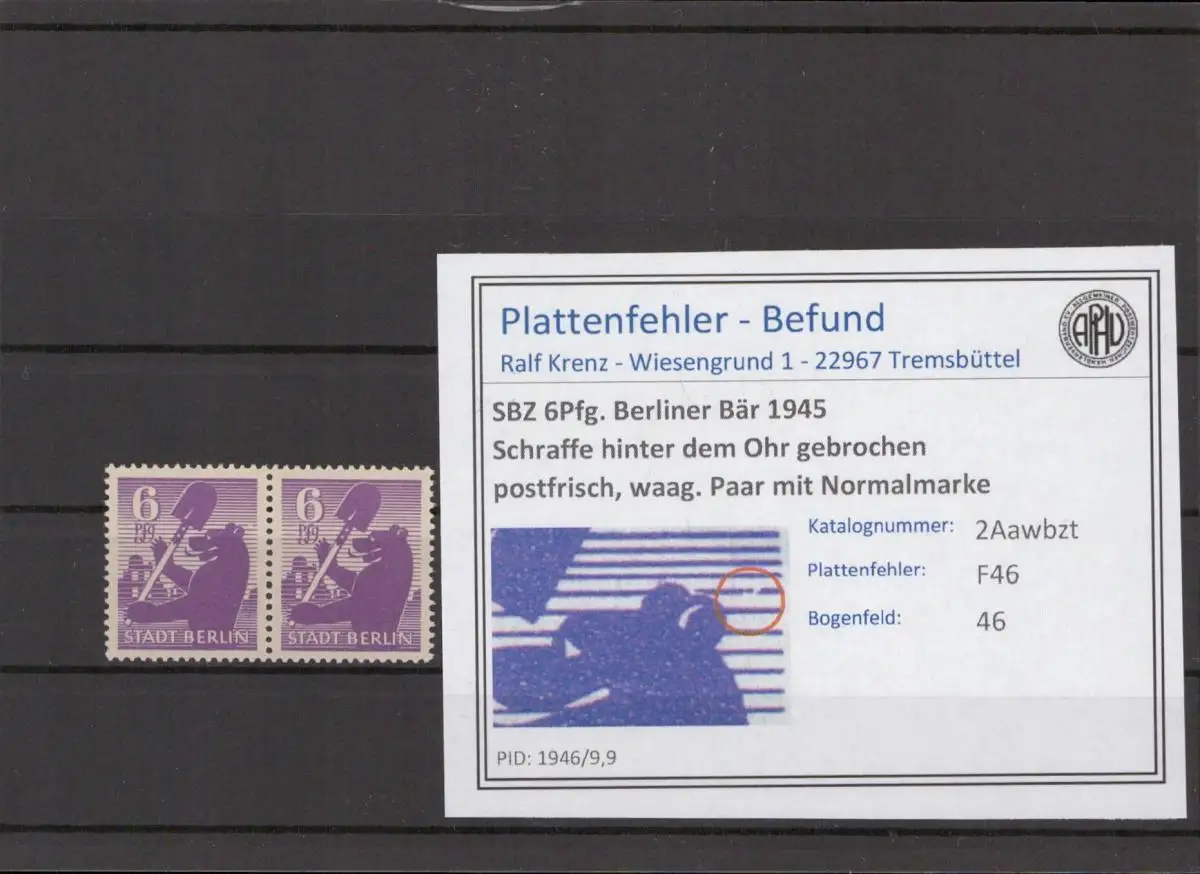 6
Pfg
STADT BERLIN
6
Pfg
STADT BERLIN
Plattenfehler - Befund
Ralf Krenz - Wiesengrund 1 - 22967 Tremsbüttel
APHV
SBZ 6Pfg. Berliner Bär 1945
Schraffe hinter dem Ohr gebrochen
postfrisch, waag. Paar mit Normalmarke
Katalognummer: 2Aawbzt
Plattenfehler: F46
Bogenfeld: 46
PID: 1946/9,9